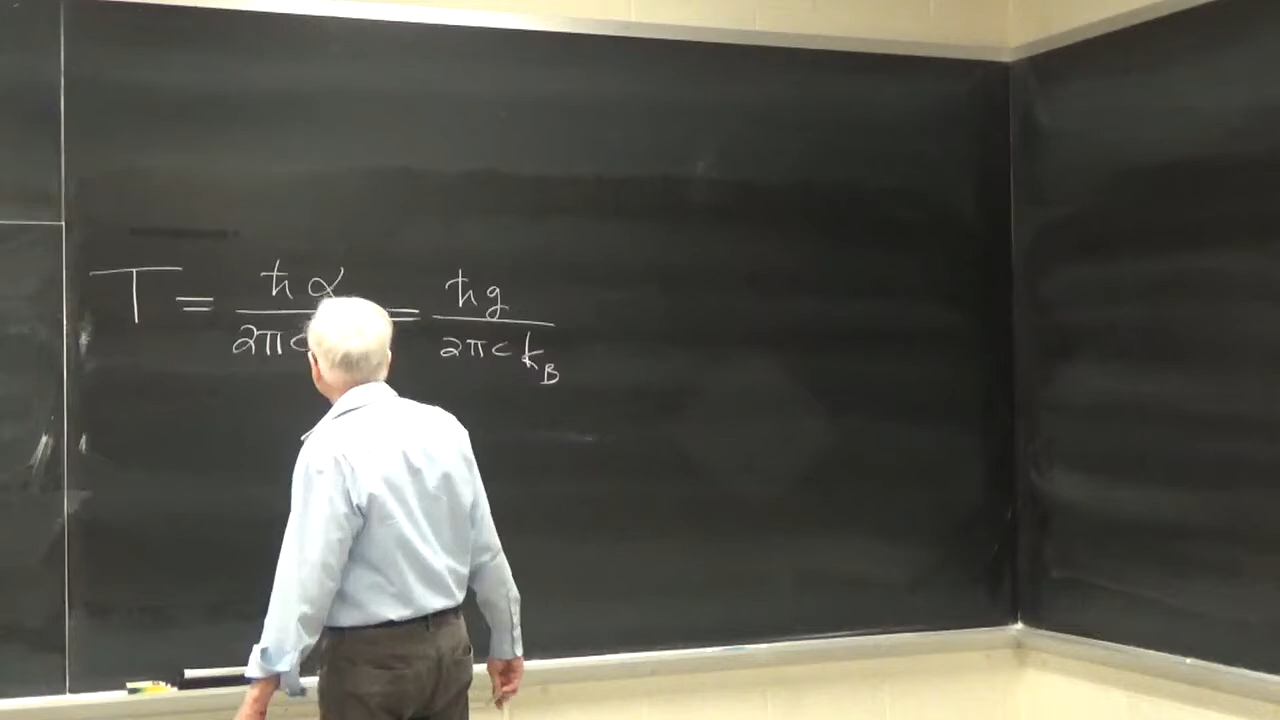 T = ħα / 2πc = ħg / 2πck_B